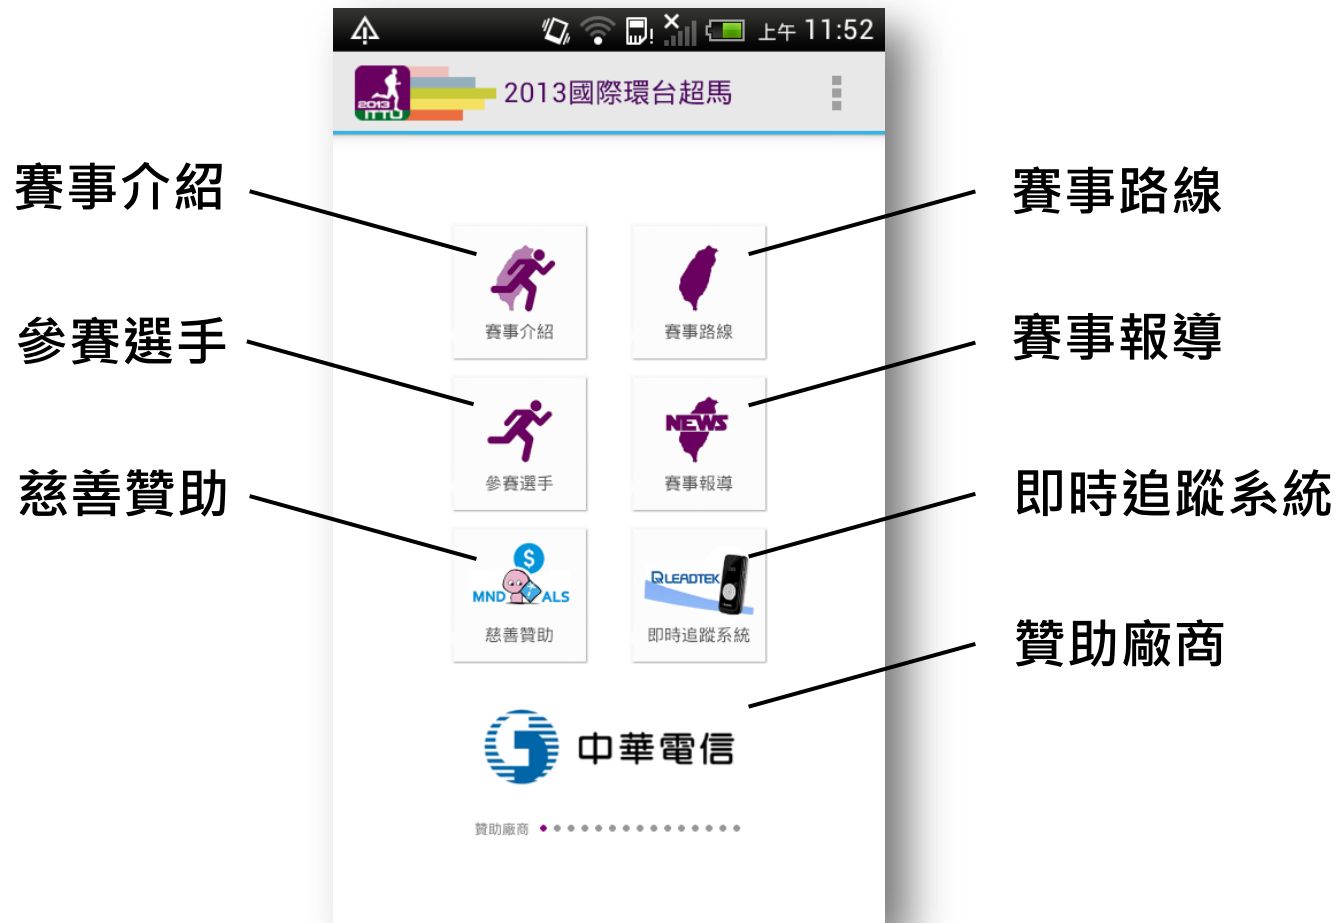 上午 11:52
2013
ITTU
2013國際環台超馬
賽事介紹
賽事路線
賽事介紹
賽事路線
參賽選手
賽事報導
NEWS
參賽選手
賽事報導
慈善贊助
即時追蹤系統
$
MND ALS
LEADTEK
慈善贊助
即時追蹤系統
贊助廠商
中華電信
贊助廠商